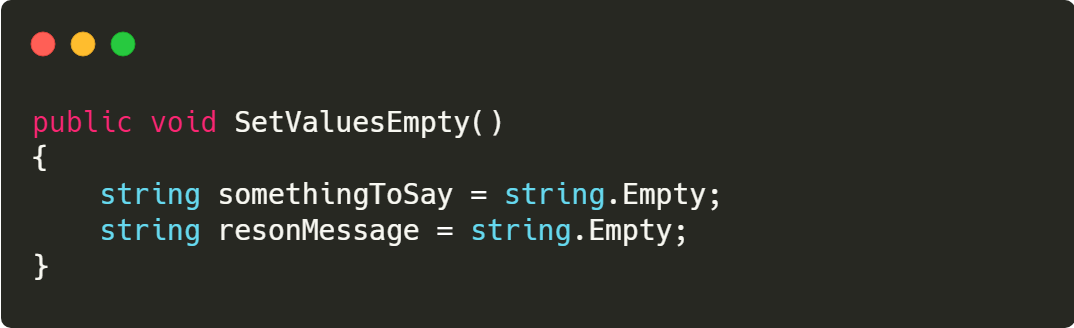 public void SetValuesEmpty()
{
    string somethingToSay = string.Empty;
    string resonMessage = string.Empty;
}